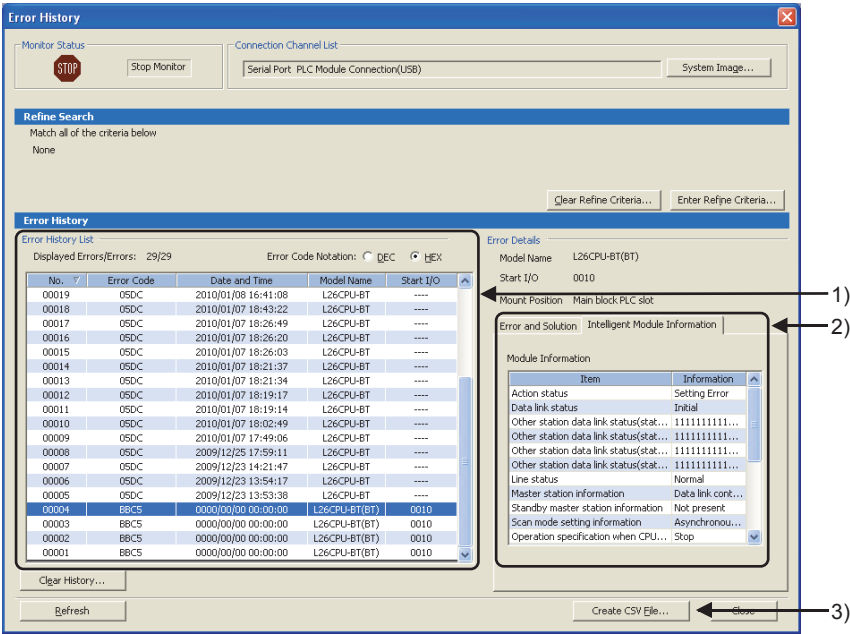 Error History
Monitor Status
STOP
Stop Monitor
Connection Channel List
Serial Port PLC Module Connection(USB)
System Image...
Refine Search
Match all of the criteria below
None
Clear Refine Criteria...
Enter Refine Criteria...
Error History
Error History List
Displayed Errors/Errors: 29/29
Error Code Notation: DEC HEX
No. Error Code Date and Time Model Name Start I/O
00019 05DC 2010/01/08 16:41:08 L26CPU-BT ----
00018 05DC 2010/01/07 18:43:22 L26CPU-BT ----
00017 05DC 2010/01/07 18:26:49 L26CPU-BT ----
00016 05DC 2010/01/07 18:26:20 L26CPU-BT ----
00015 05DC 2010/01/07 18:26:03 L26CPU-BT ----
00014 05DC 2010/01/07 18:21:37 L26CPU-BT ----
00013 05DC 2010/01/07 18:21:34 L26CPU-BT ----
00012 05DC 2010/01/07 18:19:17 L26CPU-BT ----
00011 05DC 2010/01/07 18:19:14 L26CPU-BT ----
00010 05DC 2010/01/07 18:02:49 L26CPU-BT ----
00009 05DC 2010/01/07 17:49:06 L26CPU-BT ----
00008 05DC 2009/12/25 17:59:11 L26CPU-BT ----
00007 05DC 2009/12/23 14:21:47 L26CPU-BT ----
00006 05DC 2009/12/23 13:54:17 L26CPU-BT ----
00005 05DC 2009/12/23 13:53:38 L26CPU-BT ----
00004 BBC5 0000/00/00 00:00:00 L26CPU-BT(BT) 0010
00003 BBC5 0000/00/00 00:00:00 L26CPU-BT(BT) 0010
00002 BBC5 0000/00/00 00:00:00 L26CPU-BT(BT) 0010
00001 BBC5 0000/00/00 00:00:00 L26CPU-BT(BT) 0010
Error Details
Model Name L26CPU-BT(BT)
Start I/O 0010
Mount Position Main block PLC slot
1)
2)
Error and Solution
Intelligent Module Information
Module Information
Item Information
Action status Setting Error
Data link status Initial
Other station data link status(stat... 1111111111...
Other station data link status(stat... 1111111111...
Other station data link status(stat... 1111111111...
Other station data link status(stat... 1111111111...
Line status Normal
Master station information Data link cont...
Standby master station information Not present
Scan mode setting information Asynchronou...
Operation specification when CPU... Stop
Clear History...
Refresh
Create CSV File...
Close
3)